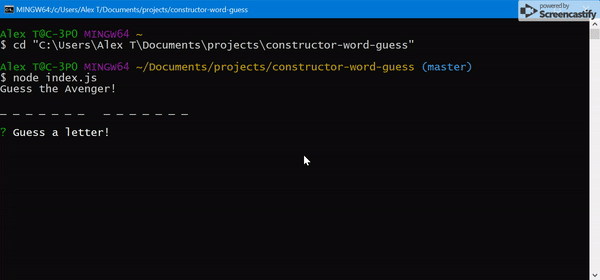 MINGW64:/c/Users/Alex T/Documents/projects/constructor-word-guess
powered by
Screencastify
Alex T@C-3PO MINGW64 ~
$ cd "C:\Users\Alex T\Documents\projects\constructor-word-guess"
Alex T@C-3PO MINGW64 ~/Documents/projects/constructor-word-guess (master)
$ node index.js
Guess the Avenger!
_ _ _ _ _ _ _   _ _ _ _ _ _ _
? Guess a letter!